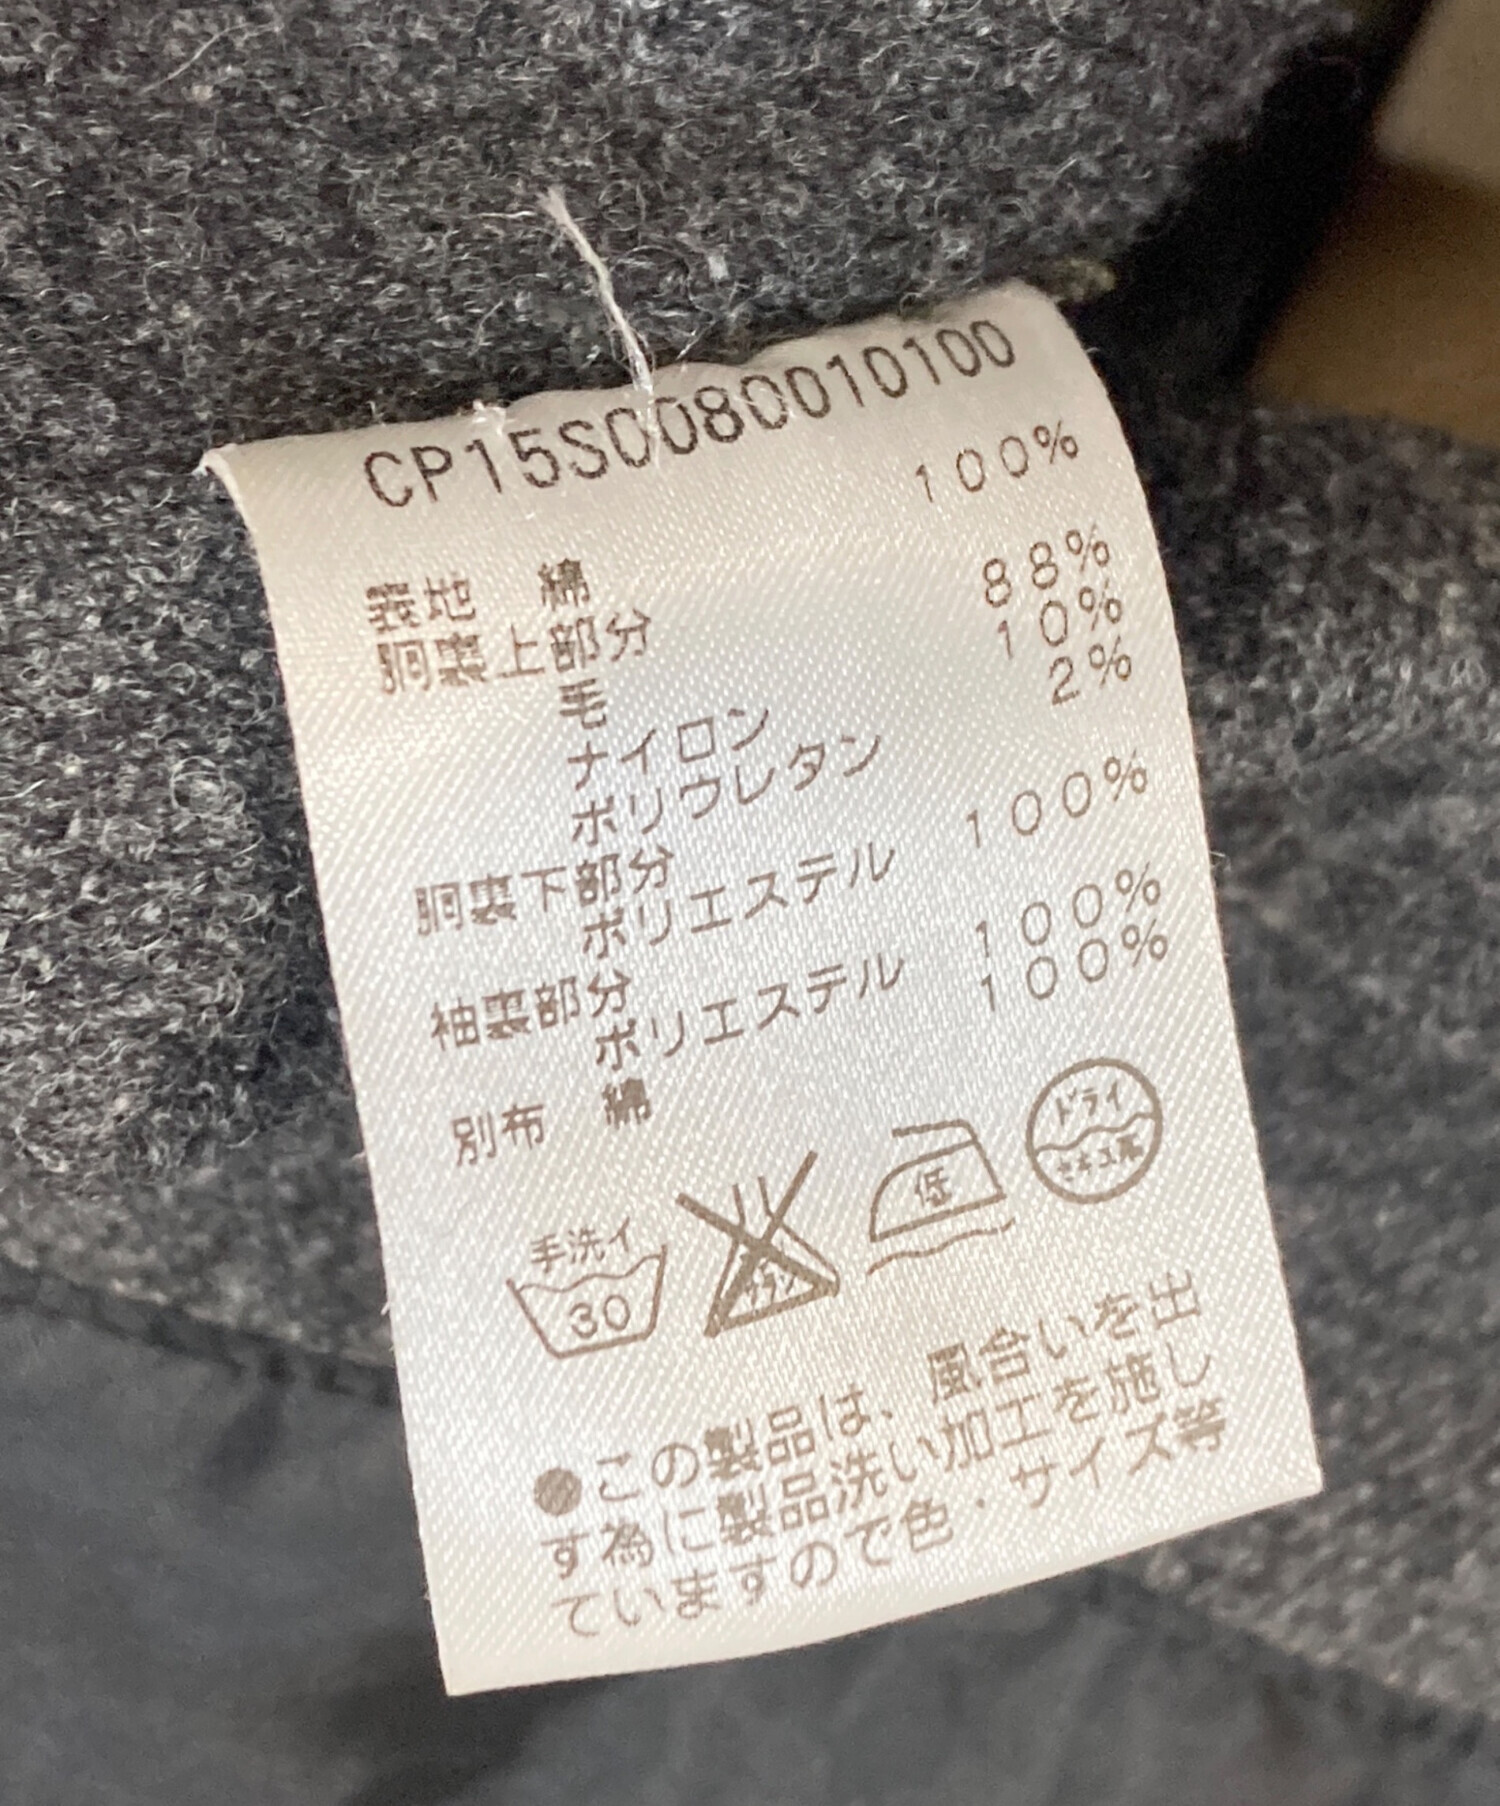 CP15S0080010100
表地 綿 100%
胴裏上部分
毛 88%
ナイロン 10%
ポリウレタン 2%
胴裏下部分
ポリエステル 100%
袖裏部分
ポリエステル 100%
別布 綿 100%
手洗イ
30
低
ドライ
セキユ系
●この製品は、風合いを出
す為に製品洗い加工を施し
ていますので色・サイズ等